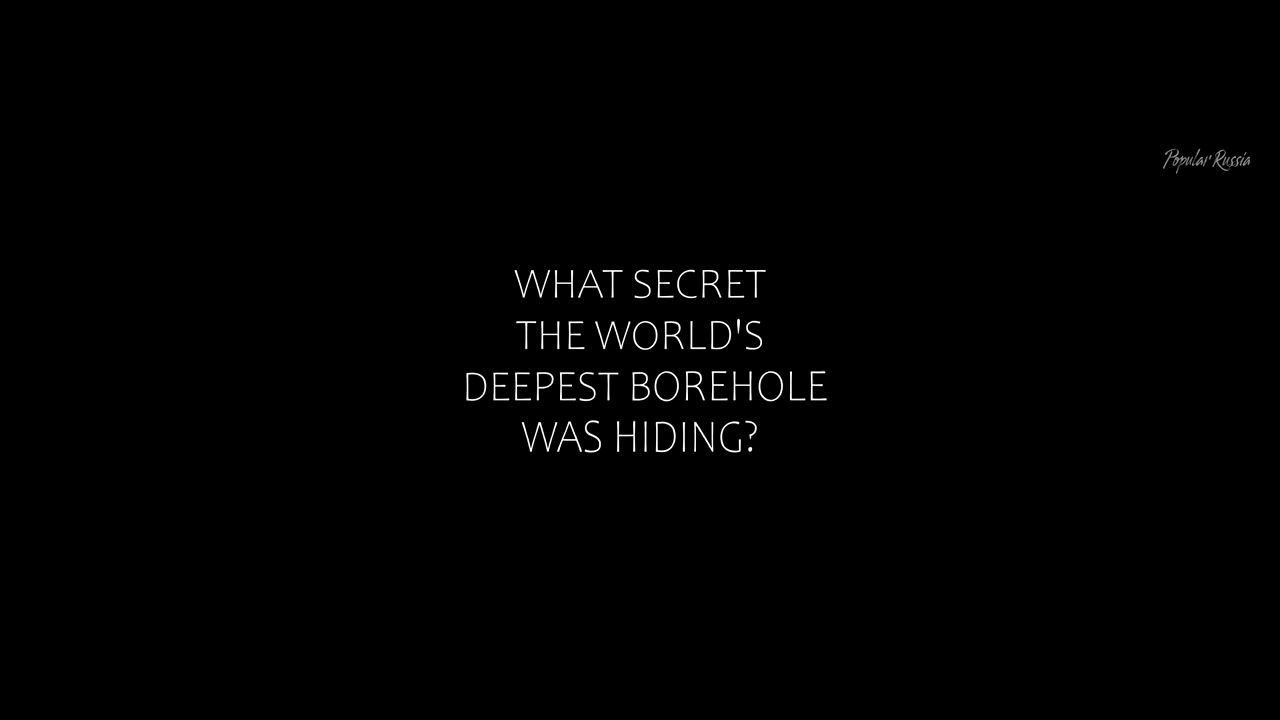 Popular Russia
WHAT SECRET
THE WORLD'S
DEEPEST BOREHOLE
WAS HIDING?